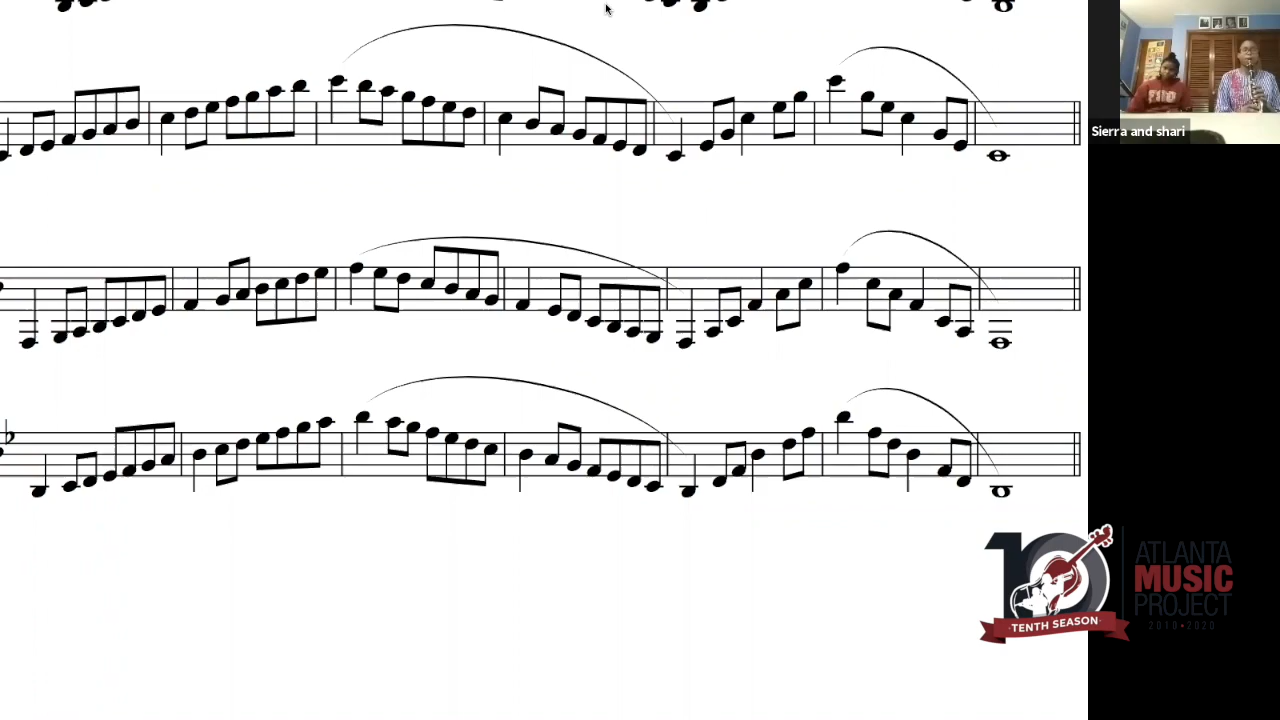 Sierra and shari
10
TENTH SEASON
ATLANTA
MUSIC
PROJECT
2010•2020